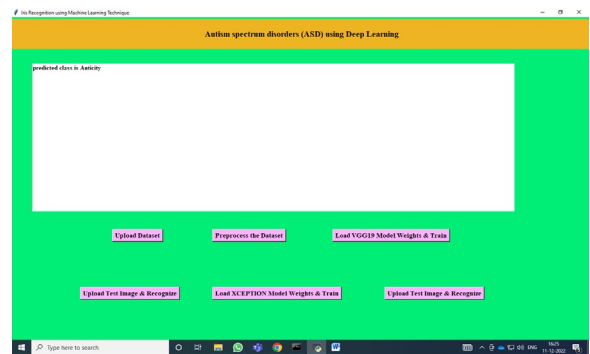 Iris Recognition using Machine Learning Technique
Autism spectrum disorders (ASD) using Deep Learning
predicted class is Auticity
Upload Dataset
Preprocess the Dataset
Load VGG19 Model Weights & Train
Upload Test Image & Recognize
Load XCEPTION Model Weights & Train
Upload Test Image & Recognize
Type here to search
ENG
16:25
11-12-2022